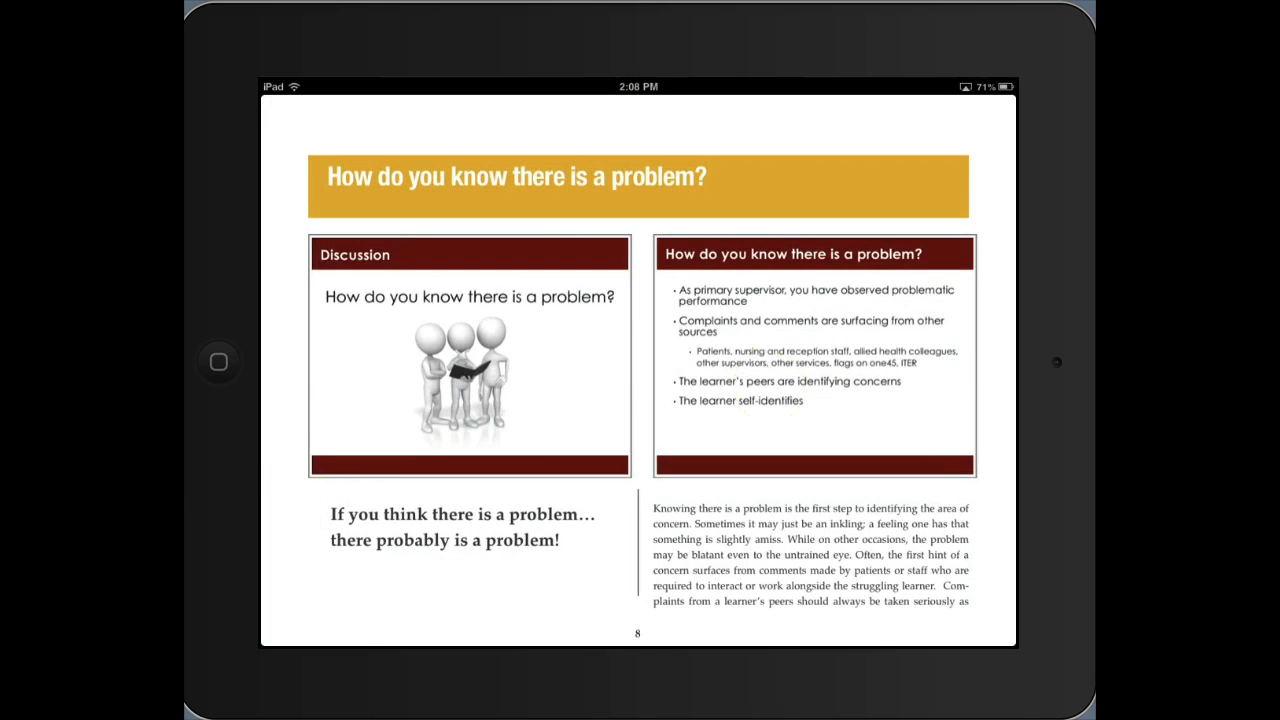 iPad
2:08 PM
71%
How do you know there is a problem?
Discussion
How do you know there is a problem?
How do you know there is a problem?
· As primary supervisor, you have observed problematic
performance
· Complaints and comments are surfacing from other
sources
· Patients, nursing and reception staff, allied health colleagues,
other supervisors, other services, flags on one45, ITER
· The learner's peers are identifying concerns
· The learner self-identifies
If you think there is a problem…
there probably is a problem!
Knowing there is a problem is the first step to identifying the area of
concern. Sometimes it may just be an inkling; a feeling one has that
something is slightly amiss. While on other occasions, the problem
may be blatant even to the untrained eye. Often, the first hint of a
concern surfaces from comments made by patients or staff who are
required to interact or work alongside the struggling learner. Com-
plaints from a learner's peers should always be taken seriously as
8